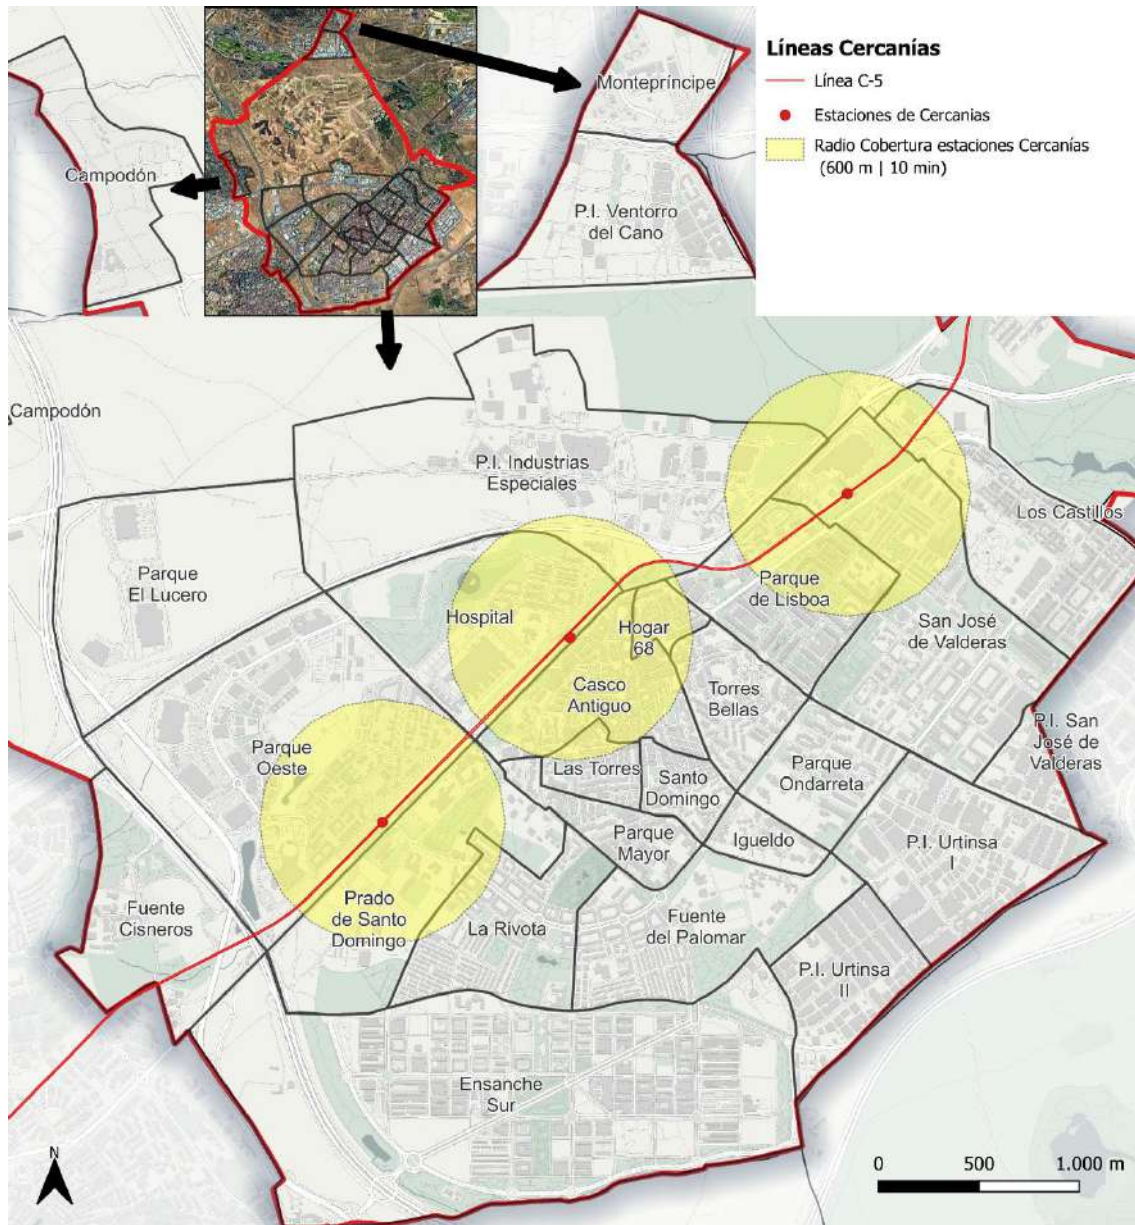 Líneas Cercanías
Línea C-5
Estaciones de Cercanias
Radio Cobertura estaciones Cercanías
(600 m | 10 min)
Montepríncipe
Campodón
P.I. Ventorro
del Cano
Campodón
P.I. Industrias
Especiales
Los Castillos
Parque
El Lucero
Parque
de Lisboa
Hospital
San José
de Valderas
Hogar
68
Casco
Antiguo
Torres
Bellas
P.I. San
José de
Valderas
Parque
Oeste
Las Torres
Parque
Ondarreta
Santo
Domingo
Parque
Mayor
Igueldo
P.I. Urtinsa
I
Fuente
Cisneros
Prado
de Santo
Domingo
La Rivota
Fuente
del Palomar
P.I. Urtinsa
II
Ensanche
Sur
N
0 500 1.000 m